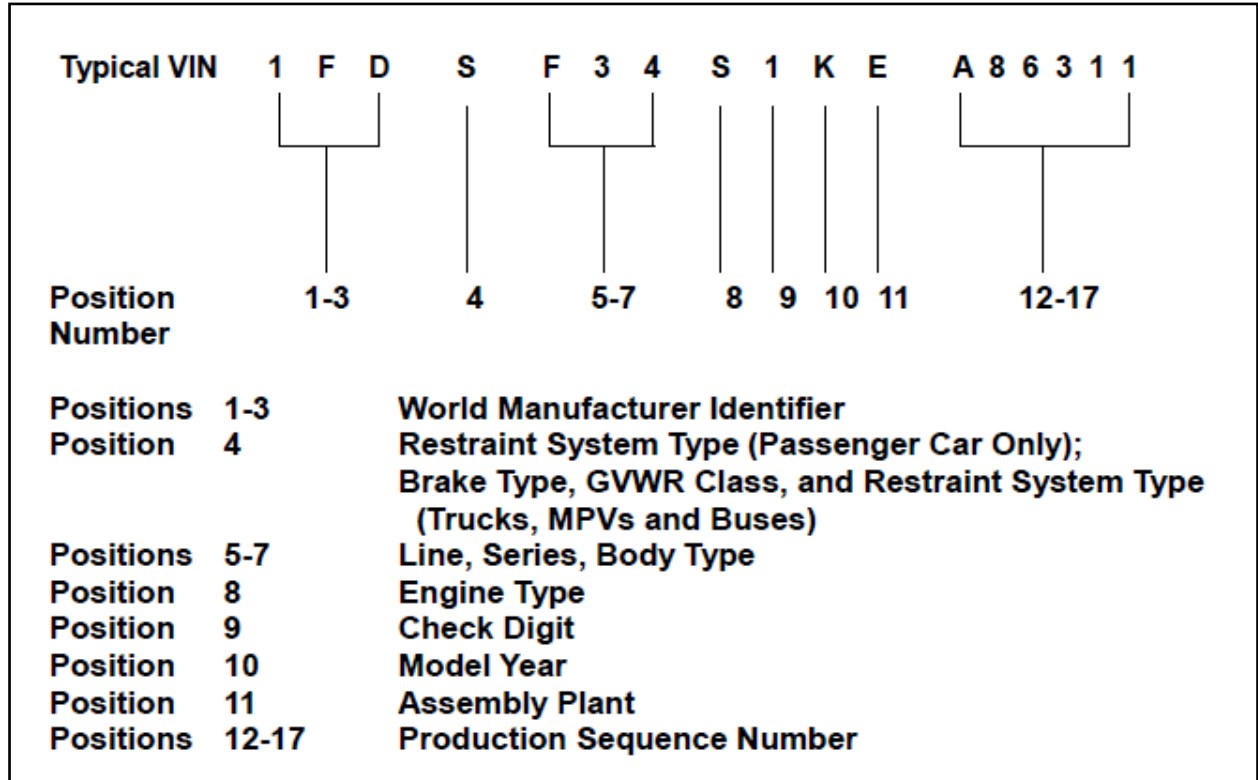 Typical VIN 1 F D S F 3 4 S 1 K E A 8 6 3 1 1
Position Number 1-3 4 5-7 8 9 10 11 12-17
Positions 1-3 World Manufacturer Identifier
Position 4 Restraint System Type (Passenger Car Only);
Brake Type, GVWR Class, and Restraint System Type
(Trucks, MPVs and Buses)
Positions 5-7 Line, Series, Body Type
Position 8 Engine Type
Position 9 Check Digit
Position 10 Model Year
Position 11 Assembly Plant
Positions 12-17 Production Sequence Number